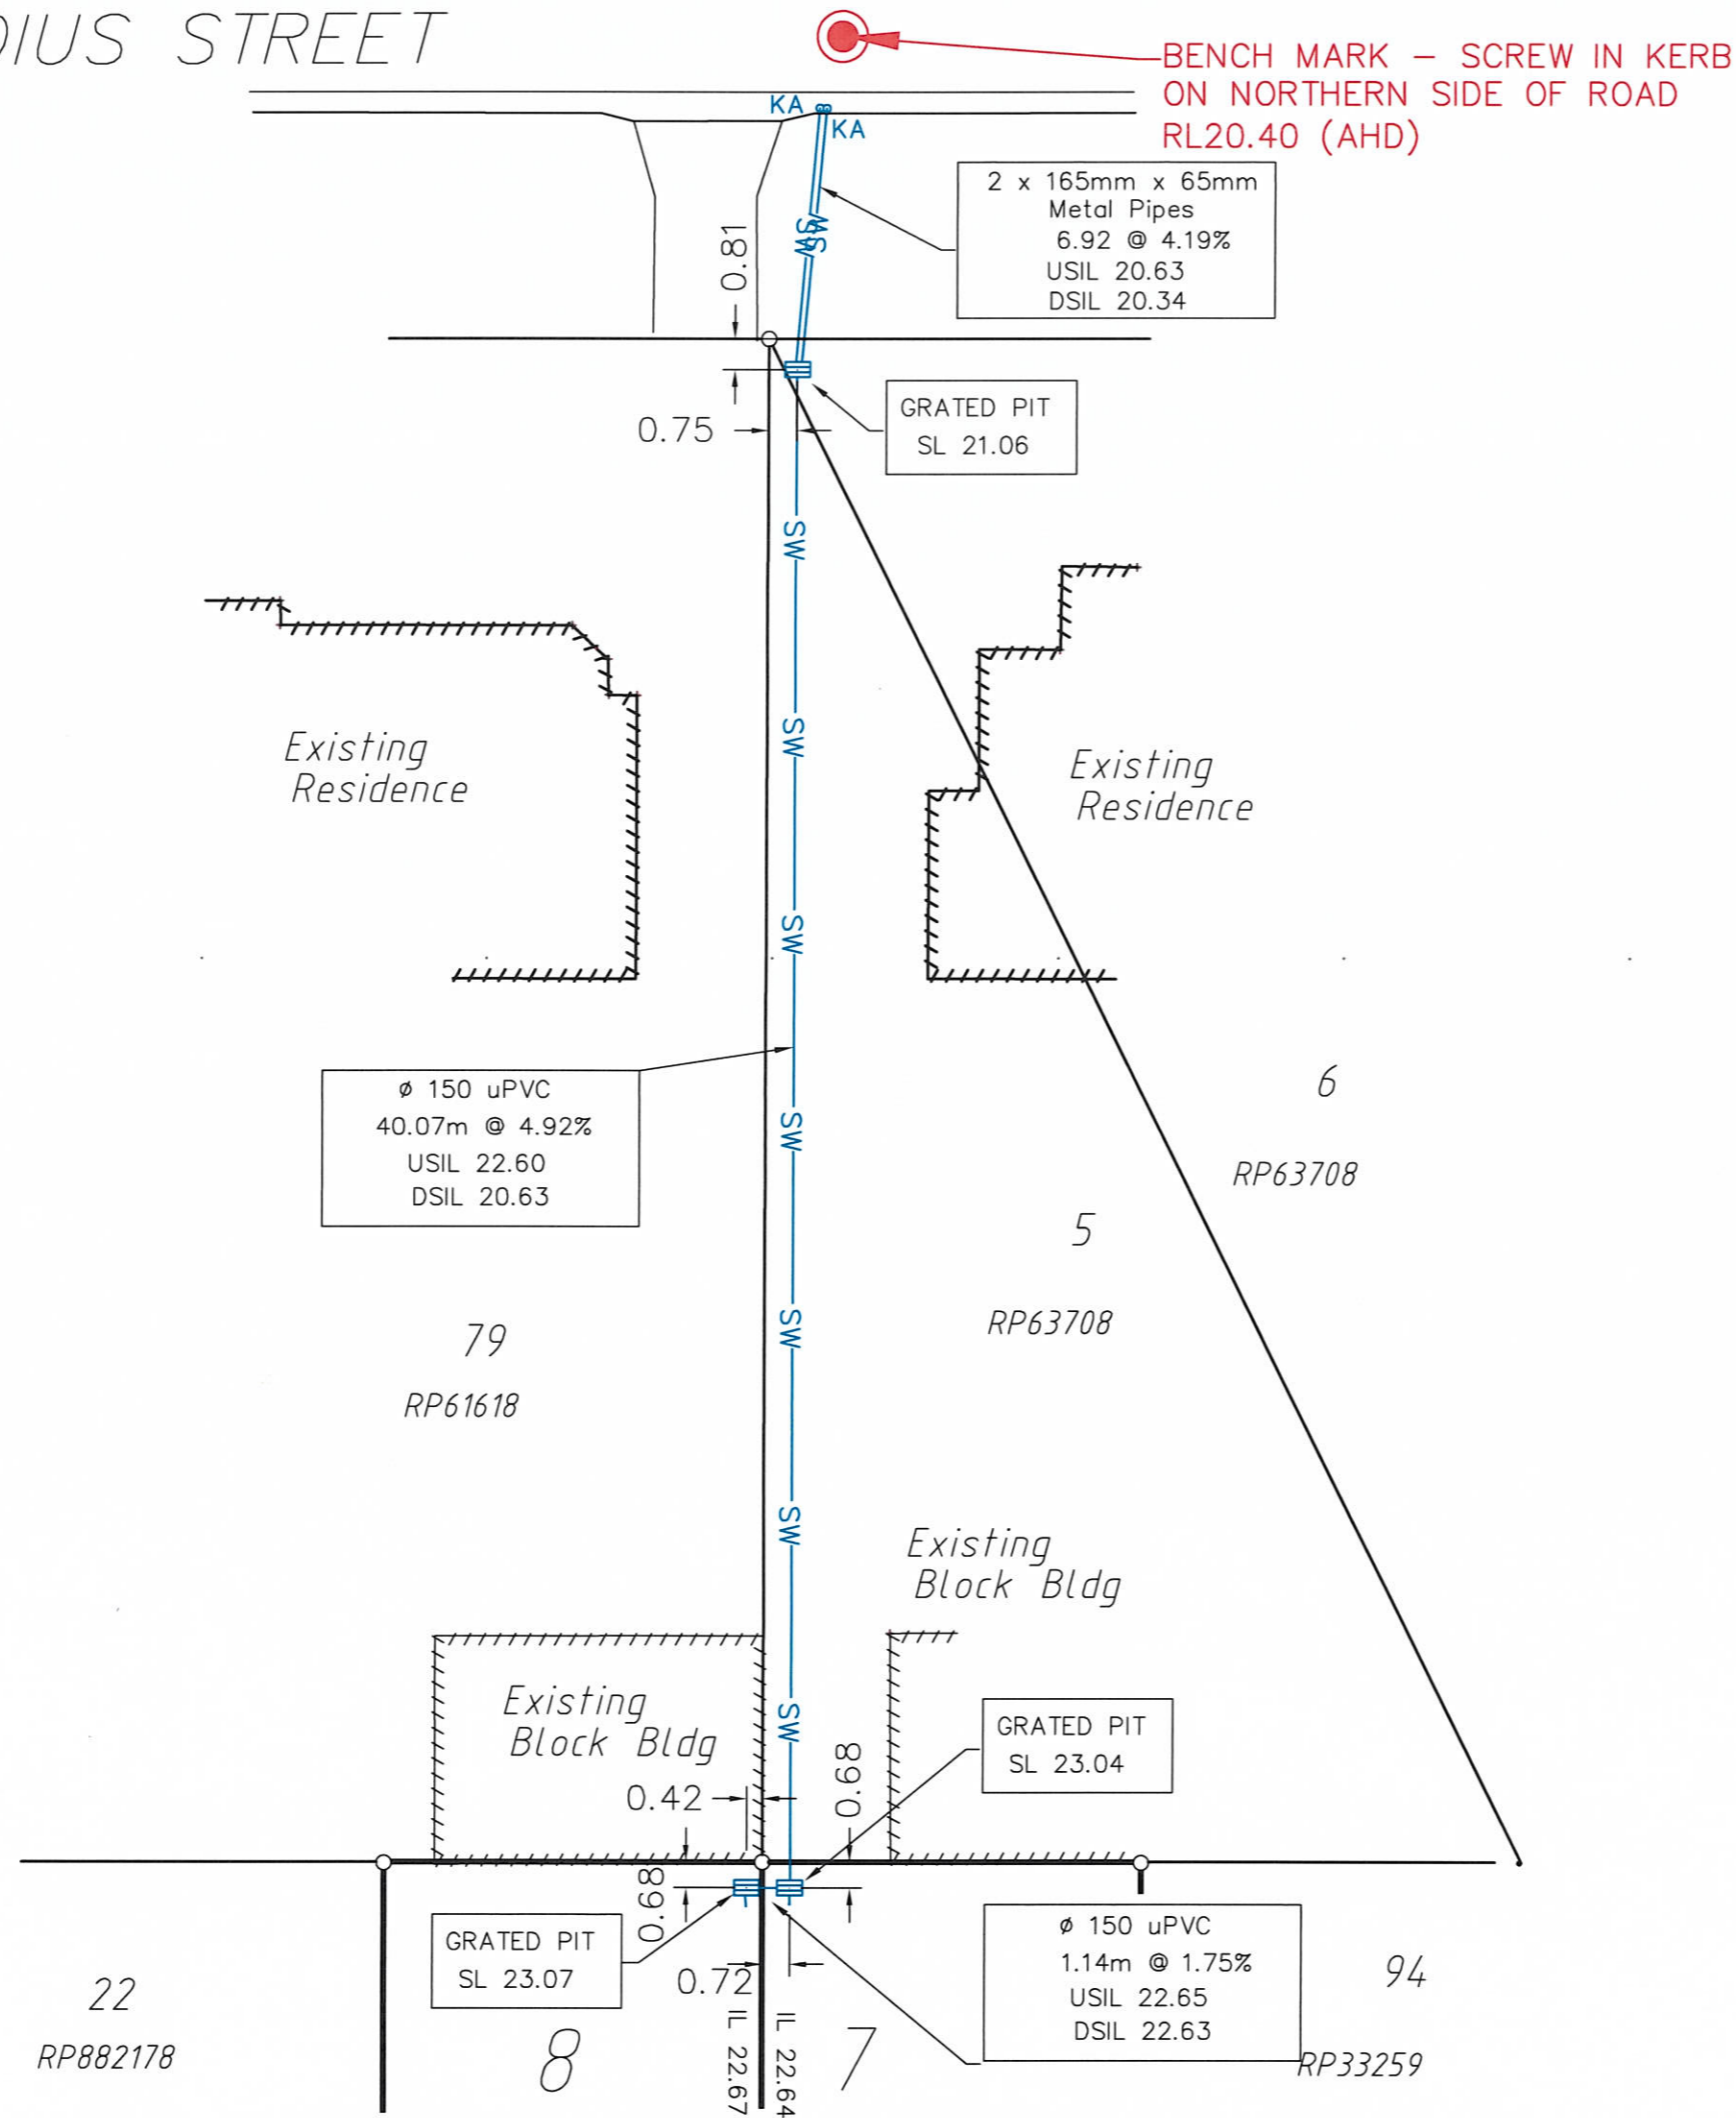 DIUS STREET
BENCH MARK – SCREW IN KERB
ON NORTHERN SIDE OF ROAD
RL20.40 (AHD)
KA
KA
2 x 165mm x 65mm
Metal Pipes
6.92 @ 4.19%
USIL 20.63
DSIL 20.34
SW
SW
0.81
GRATED PIT
SL 21.06
0.75
SW
Existing
Residence
SW
Existing
Residence
SW
ø 150 uPVC
40.07m @ 4.92%
USIL 22.60
DSIL 20.63
SW
6
RP63708
5
RP63708
79
RP61618
SW
SW
Existing
Block Bldg
Existing
Block Bldg
SW
GRATED PIT
SL 23.04
0.42
0.68
0.68
GRATED PIT
SL 23.07
0.72
ø 150 uPVC
1.14m @ 1.75%
USIL 22.65
DSIL 22.63
22
RP882178
8
IL 22.67
IL 22.64
7
94
RP33259